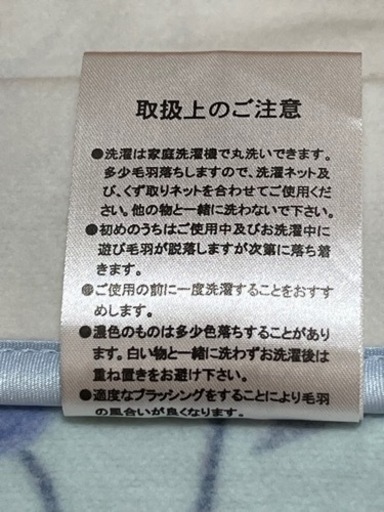 取扱上のご注意
●洗濯は家庭洗濯機で丸洗いできます。
多少毛羽落ちしますので、洗濯ネット及
び、くず取りネットを合わせてご使用くだ
さい。他の物と一緒に洗わないで下さい。
●初めのうちはご使用中及びお洗濯中に
遊び毛羽が脱落しますが次第に落ち着
きます。
●ご使用の前に一度洗濯することをおすす
めします。
●濃色のものは多少色落ちすることがあり
ます。白い物と一緒に洗わずお洗濯後は
重ね置きをお避け下さい。
●適度なブラッシングをすることにより毛羽
の風合いが良くなります。